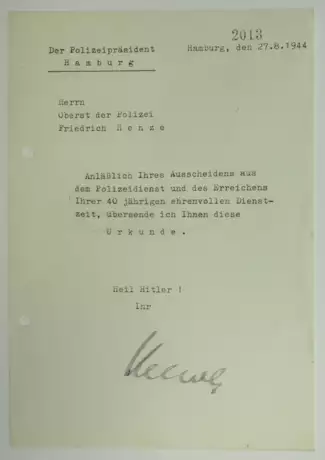 2013
Der Polizeipräsident
Hamburg
Hamburg, den 27.8.1944
Herrn
Oberst der Polizei
Friedrich Henze
Anläßlich Ihres Ausscheidens aus
dem Polizeidienst und des Erreichens
Ihrer 40 jährigen ehrenvollen Dienst-
zeit, übersende ich Ihnen diese
Urkunde.
Heil Hitler !
Ihr